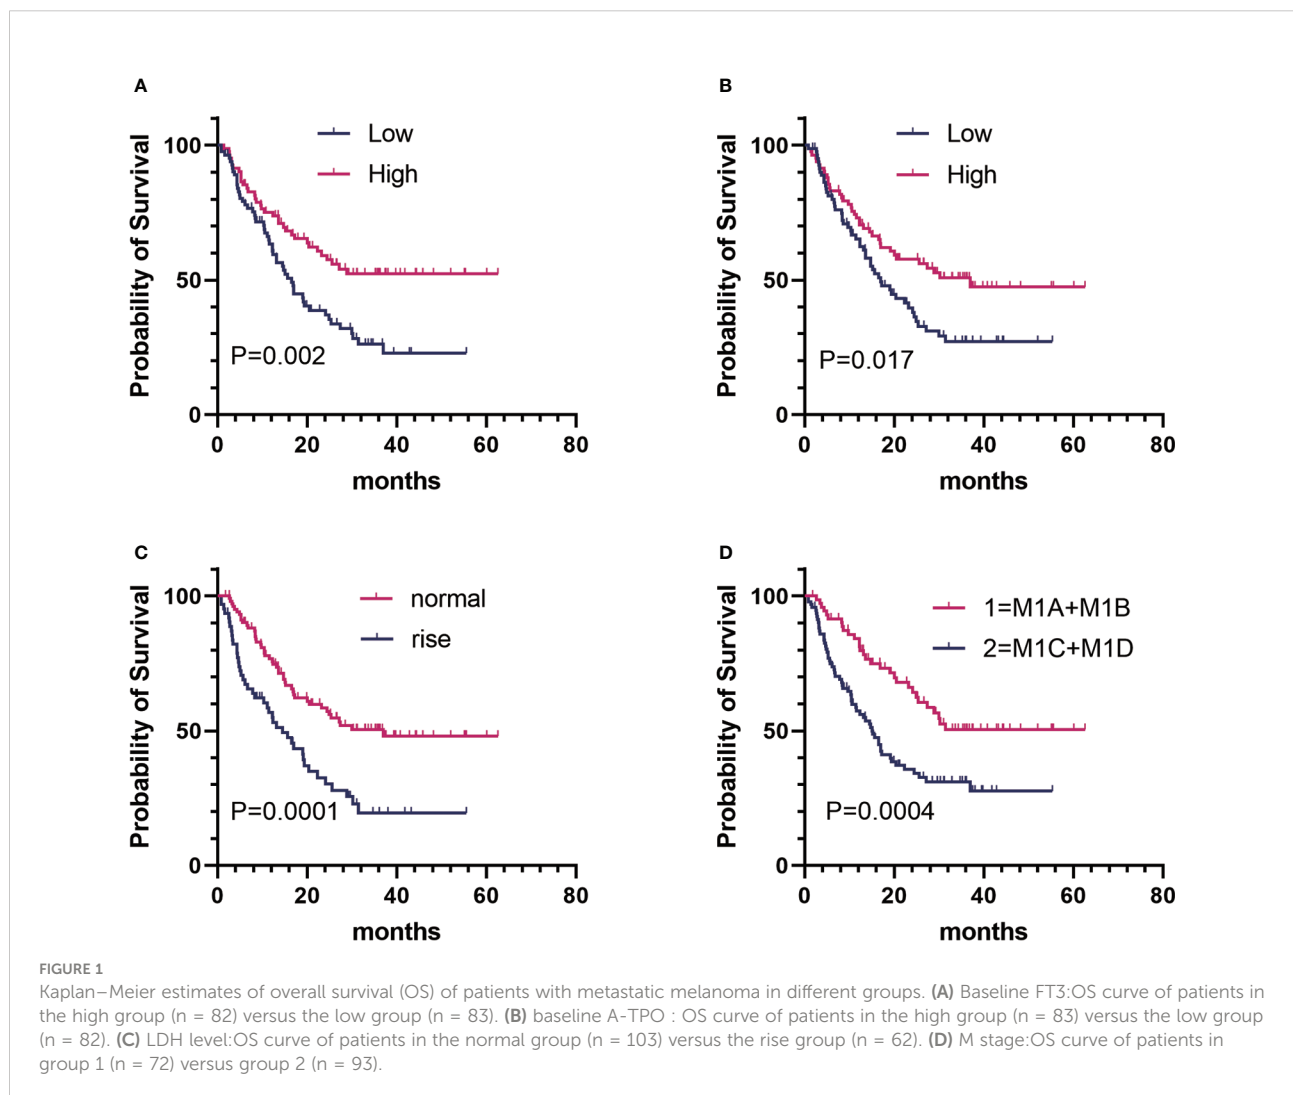 A
Probability of Survival
100
50
0
Low
High
P=0.002
0 20 40 60 80
months
B
Probability of Survival
100
50
0
Low
High
P=0.017
0 20 40 60 80
months
C
Probability of Survival
100
50
0
normal
rise
P=0.0001
0 20 40 60 80
months
D
Probability of Survival
100
50
0
1=M1A+M1B
2=M1C+M1D
P=0.0004
0 20 40 60 80
months
FIGURE 1
Kaplan–Meier estimates of overall survival (OS) of patients with metastatic melanoma in different groups. (A) Baseline FT3:OS curve of patients in
the high group (n = 82) versus the low group (n = 83). (B) baseline A-TPO : OS curve of patients in the high group (n = 83) versus the low group
(n = 82). (C) LDH level:OS curve of patients in the normal group (n = 103) versus the rise group (n = 62). (D) M stage:OS curve of patients in
group 1 (n = 72) versus group 2 (n = 93).